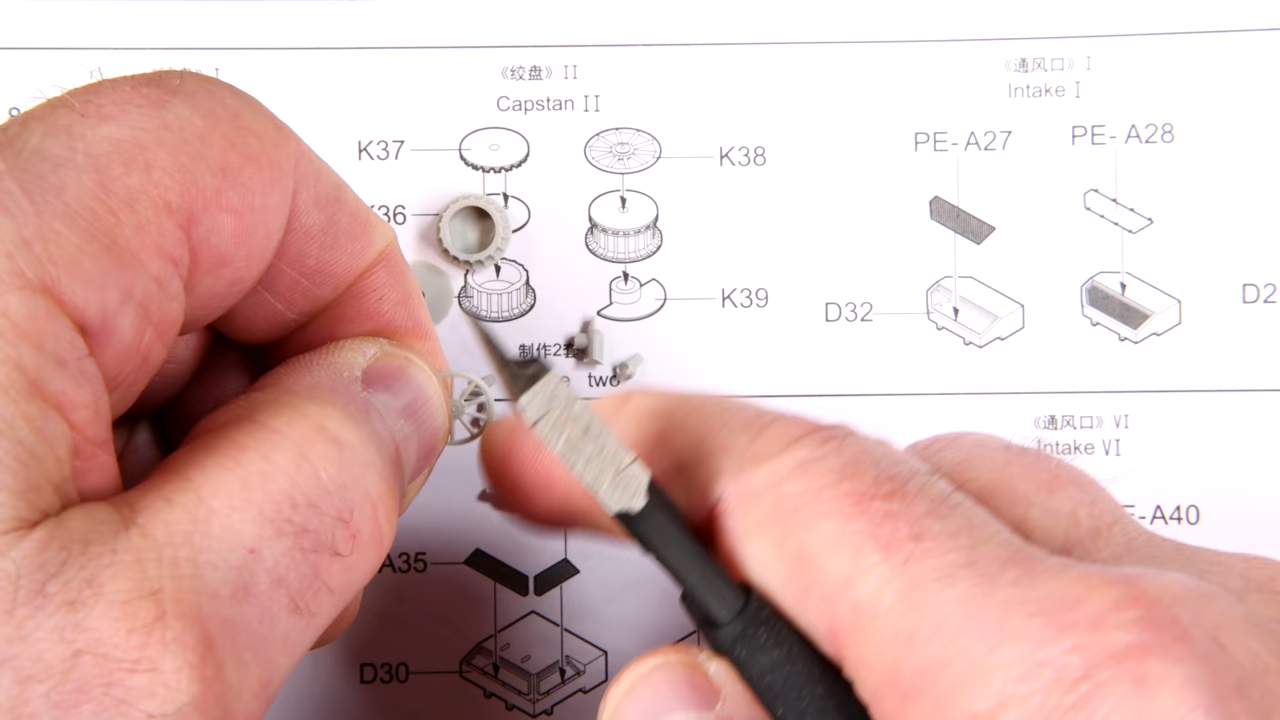 《绞盘》II
Capstan II
K37
K38
K36
K39
制作2套
two
《通风口》I
Intake I
PE- A27
PE- A28
D32
D2
《通风口》VI
Intake VI
-A40
A35
D30